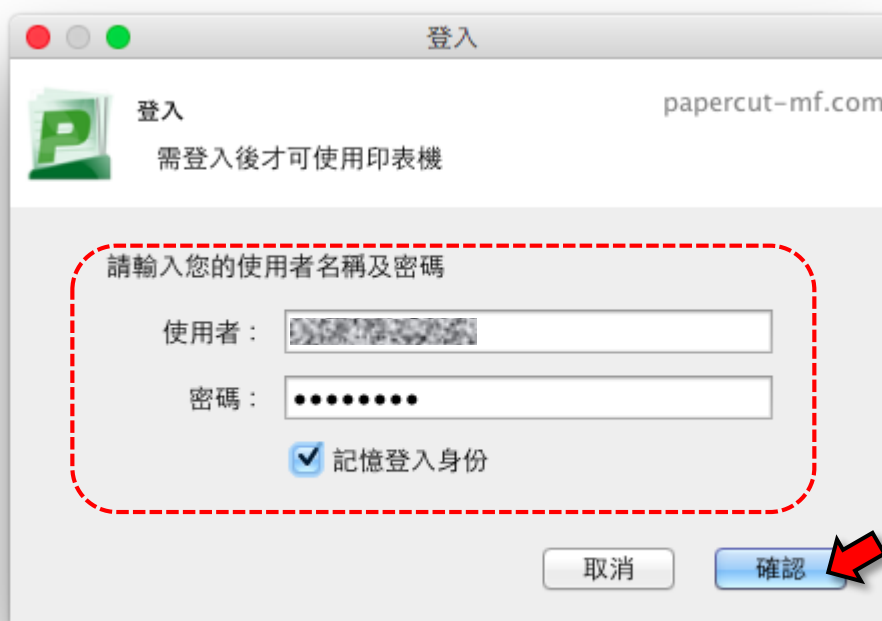 登入
登入
papercut-mf.com
需登入後才可使用印表機
請輸入您的使用者名稱及密碼
使用者：
密碼：
••••••••
記憶登入身份
取消
確認